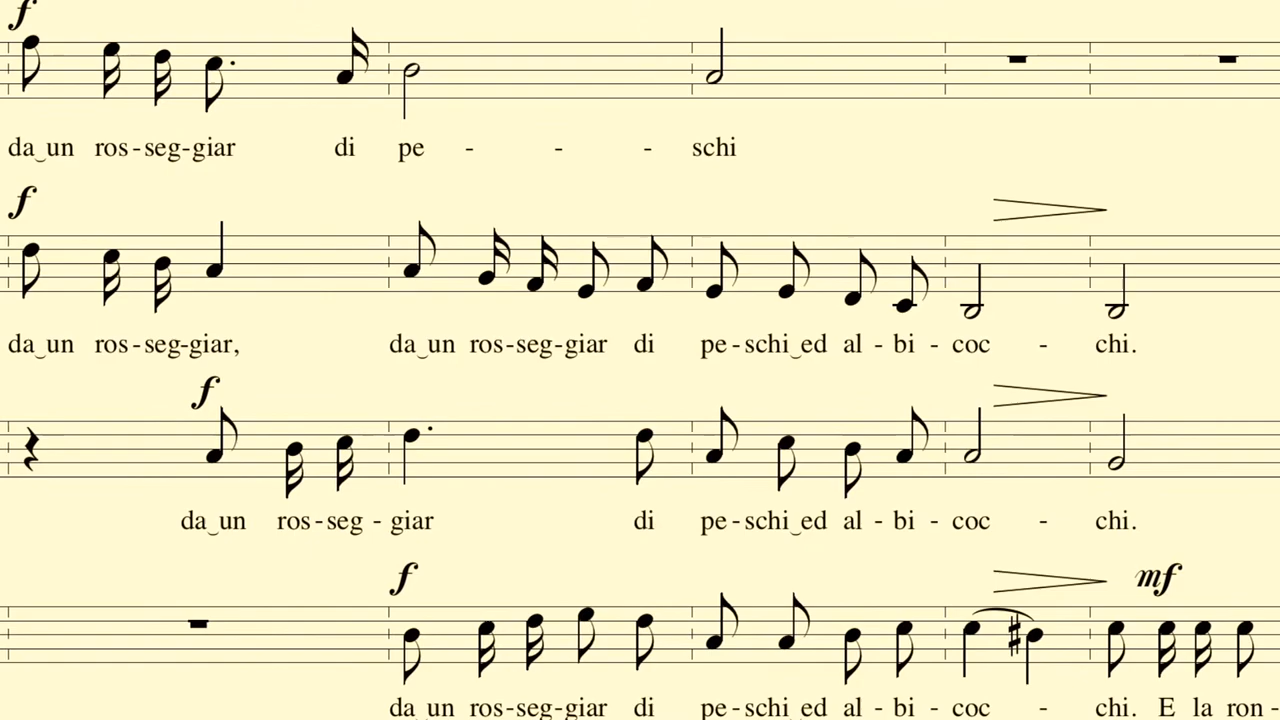 f
da‿un ros-seg-giar di pe - - - schi
f
da‿un ros-seg-giar, da‿un ros-seg-giar di pe-schi‿ed al-bi-coc - chi.
f
da‿un ros-seg-giar di pe-schi‿ed al-bi-coc - chi.
f mf
da‿un ros-seg-giar di pe-schi‿ed al-bi-coc - chi. E la ron-